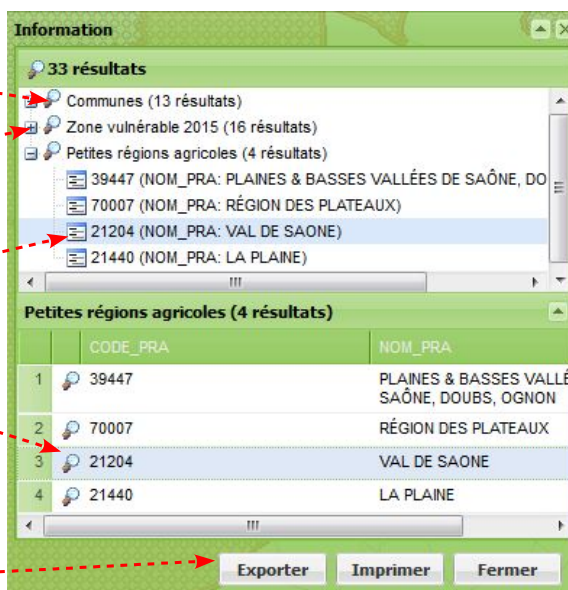 Information
33 résultats
Communes (13 résultats)
Zone vulnérable 2015 (16 résultats)
Petites régions agricoles (4 résultats)
39447 (NOM_PRA: PLAINES & BASSES VALLÉES DE SAÔNE, DO
70007 (NOM_PRA: RÉGION DES PLATEAUX)
21204 (NOM_PRA: VAL DE SAONE)
21440 (NOM_PRA: LA PLAINE)
Petites régions agricoles (4 résultats)
CODE_PRA NOM_PRA
1 39447 PLAINES & BASSES VALLÉ
SAÔNE, DOUBS, OGNON
2 70007 RÉGION DES PLATEAUX
3 21204 VAL DE SAONE
4 21440 LA PLAINE
Exporter Imprimer Fermer